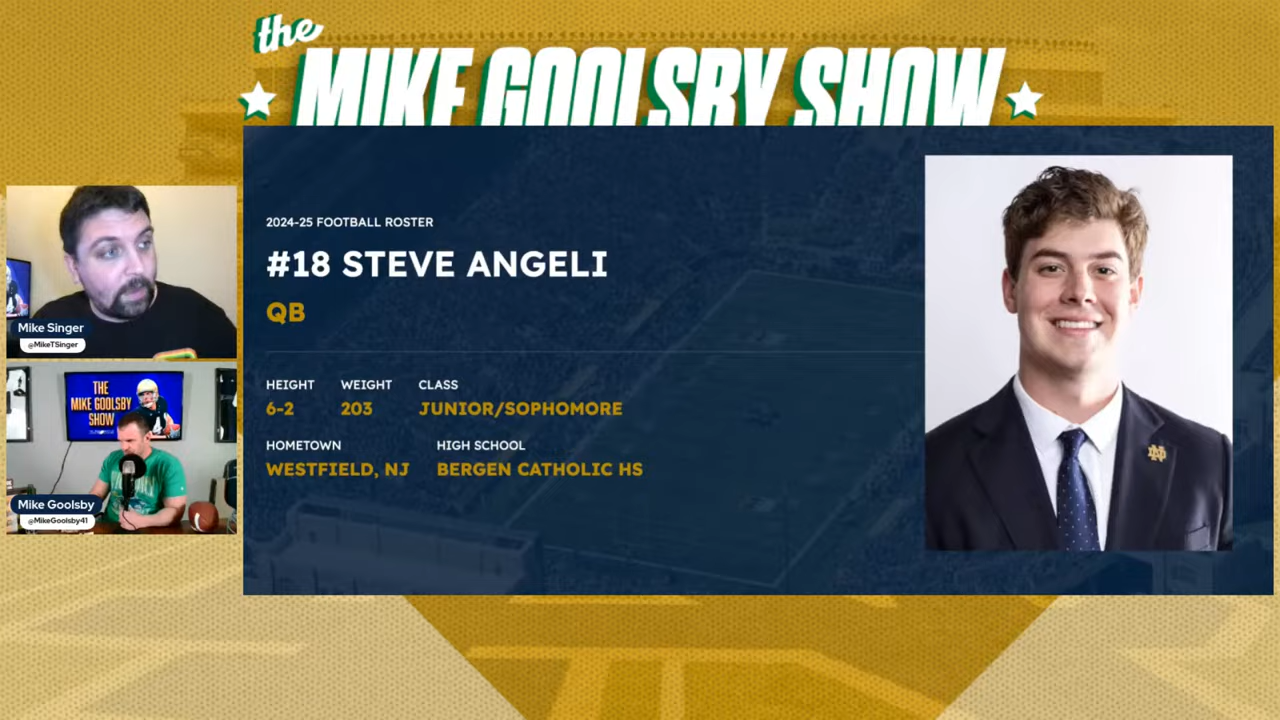 the
MIKE GOOLSBY SHOW
2024-25 FOOTBALL ROSTER
#18 STEVE ANGELI
QB
HEIGHT WEIGHT CLASS
6-2 203 JUNIOR/SOPHOMORE
HOMETOWN HIGH SCHOOL
WESTFIELD, NJ BERGEN CATHOLIC HS
ND
Mike Singer
@MikeTSinger
THE
MIKE GOOLSBY
SHOW
Mike Goolsby
@MikeGoolsby41